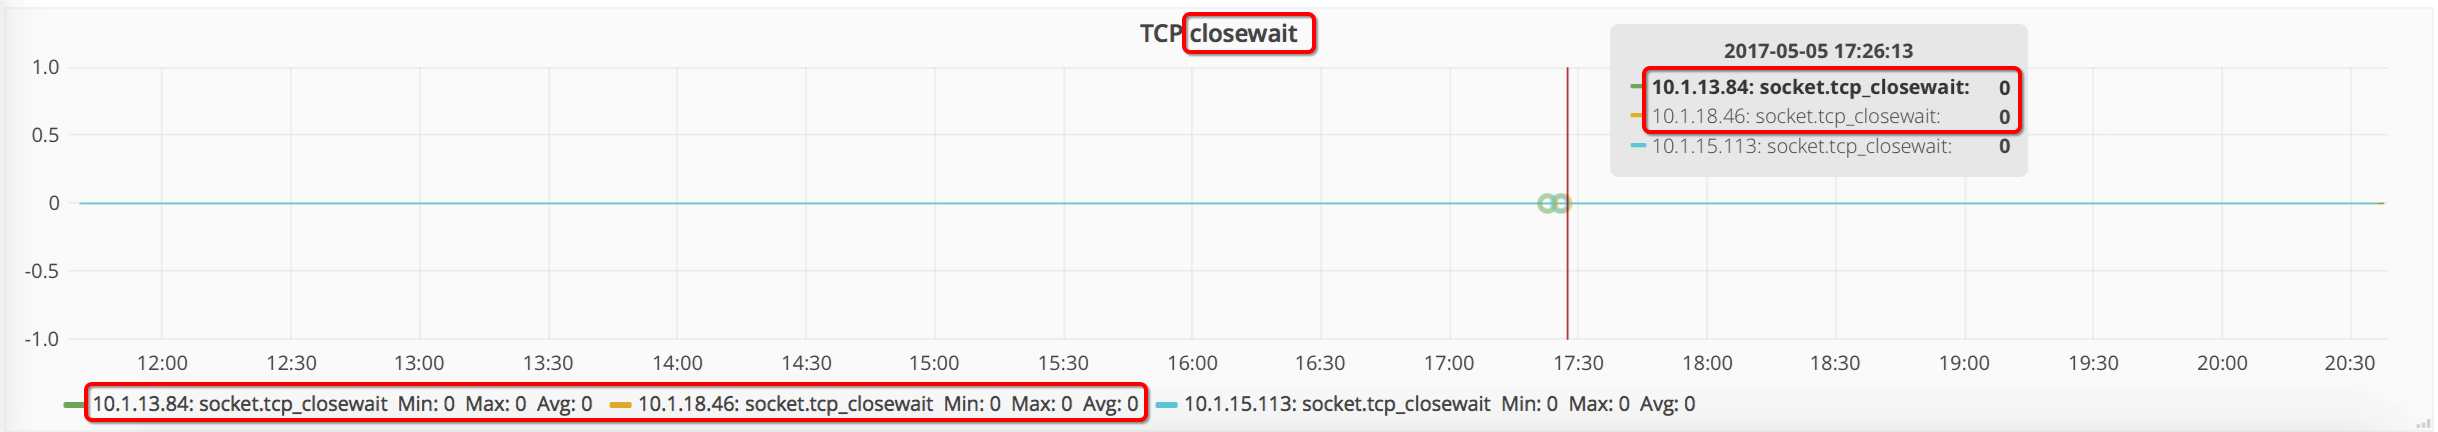 TCP closewait
2017-05-05 17:26:13
10.1.13.84: socket.tcp_closewait: 0
10.1.18.46: socket.tcp_closewait: 0
10.1.15.113: socket.tcp_closewait: 0
1.0
0.5
0
-0.5
-1.0
12:00 12:30 13:00 13:30 14:00 14:30 15:00 15:30 16:00 16:30 17:00 17:30 18:00 18:30 19:00 19:30 20:00 20:30
10.1.13.84: socket.tcp_closewait Min: 0 Max: 0 Avg: 0 10.1.18.46: socket.tcp_closewait Min: 0 Max: 0 Avg: 0 10.1.15.113: socket.tcp_closewait Min: 0 Max: 0 Avg: 0